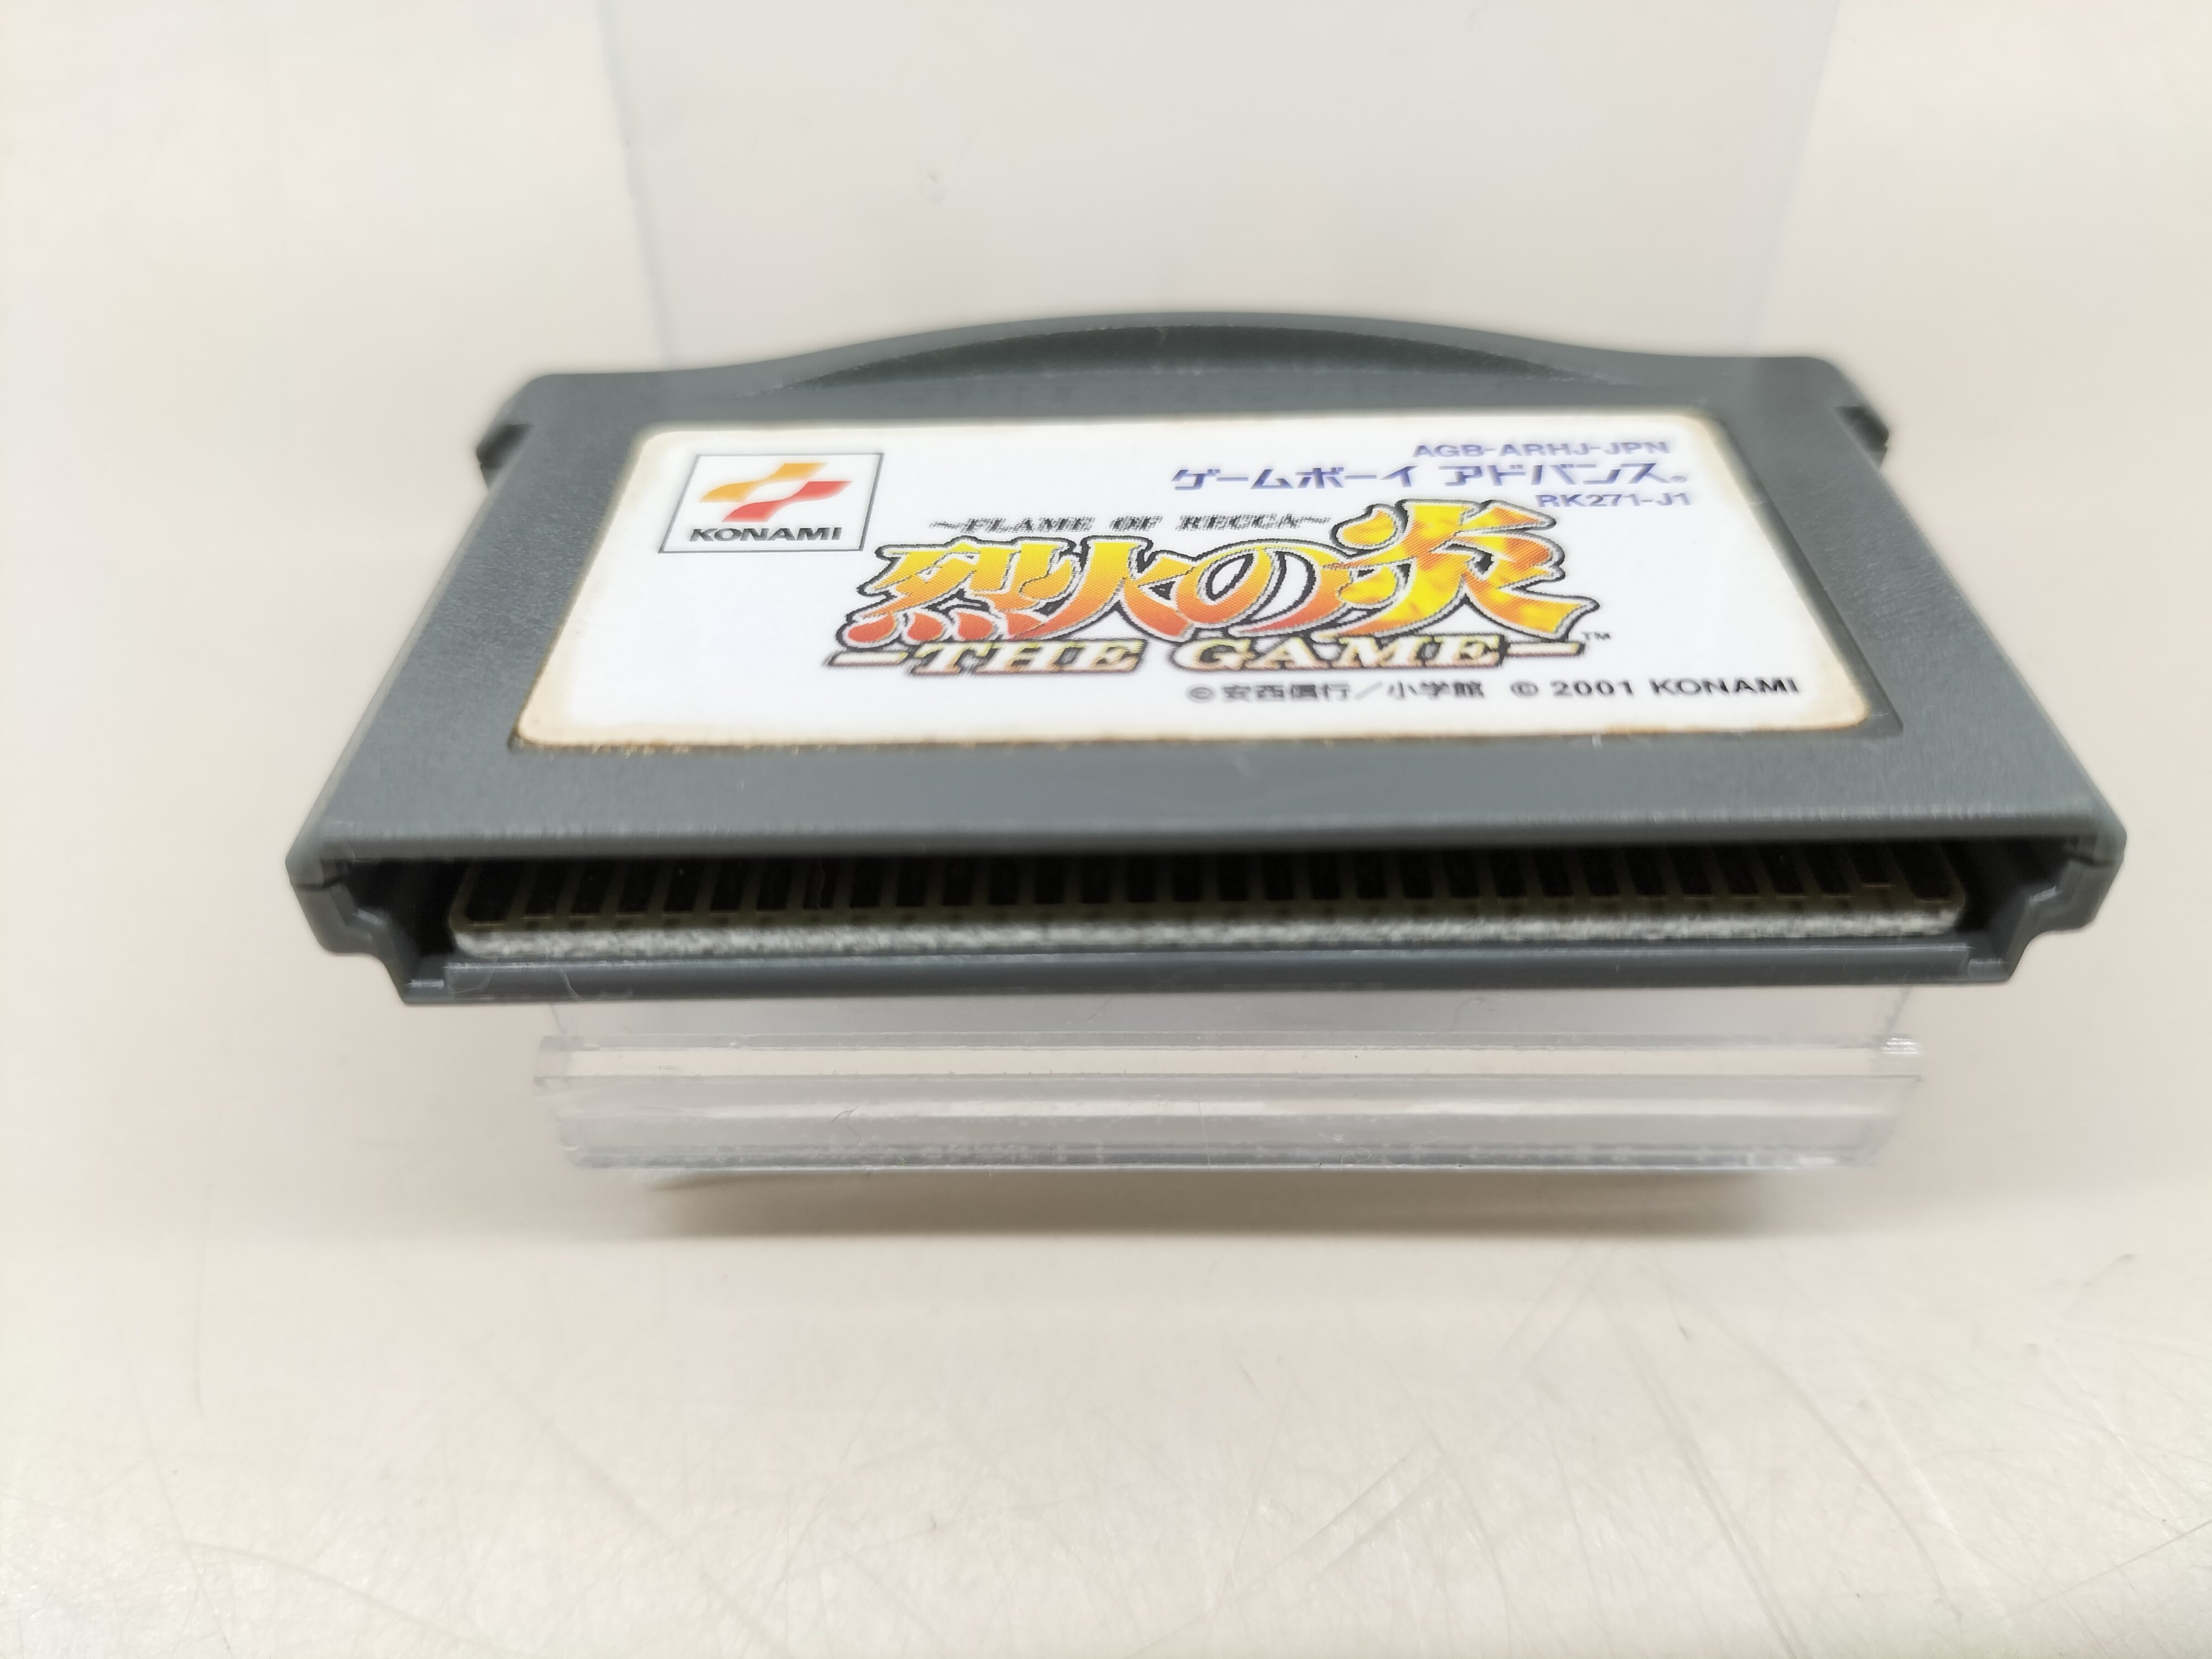 KONAMI
AGB-ARHJ-JPN
ゲームボーイ アドバンス®
RK271-J1
~FLAME OF RECCA~
烈火の炎
-THE GAME-™
© 安西信行/小学館 © 2001 KONAMI